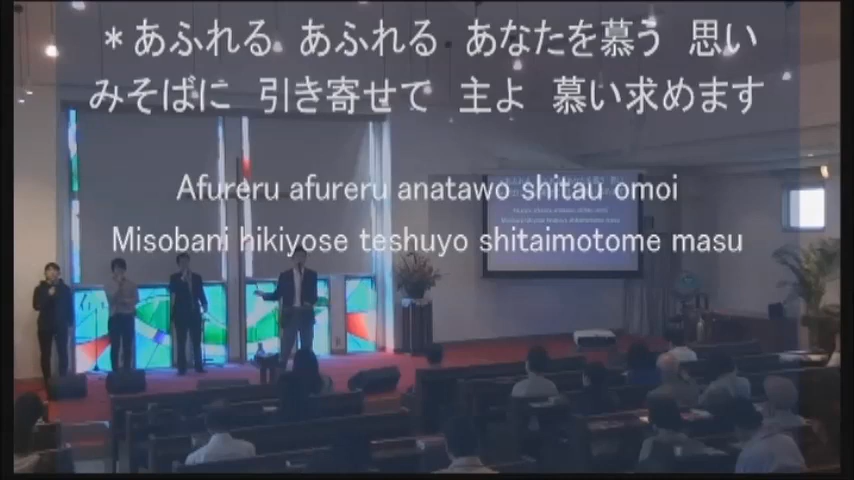 ＊あふれる　あふれる　あなたを慕う　思い
みそばに　引き寄せて　主よ　慕い求めます
Afureru afureru anatawo shitau omoi
Misobani hikiyose teshuyo shitaimotome masu